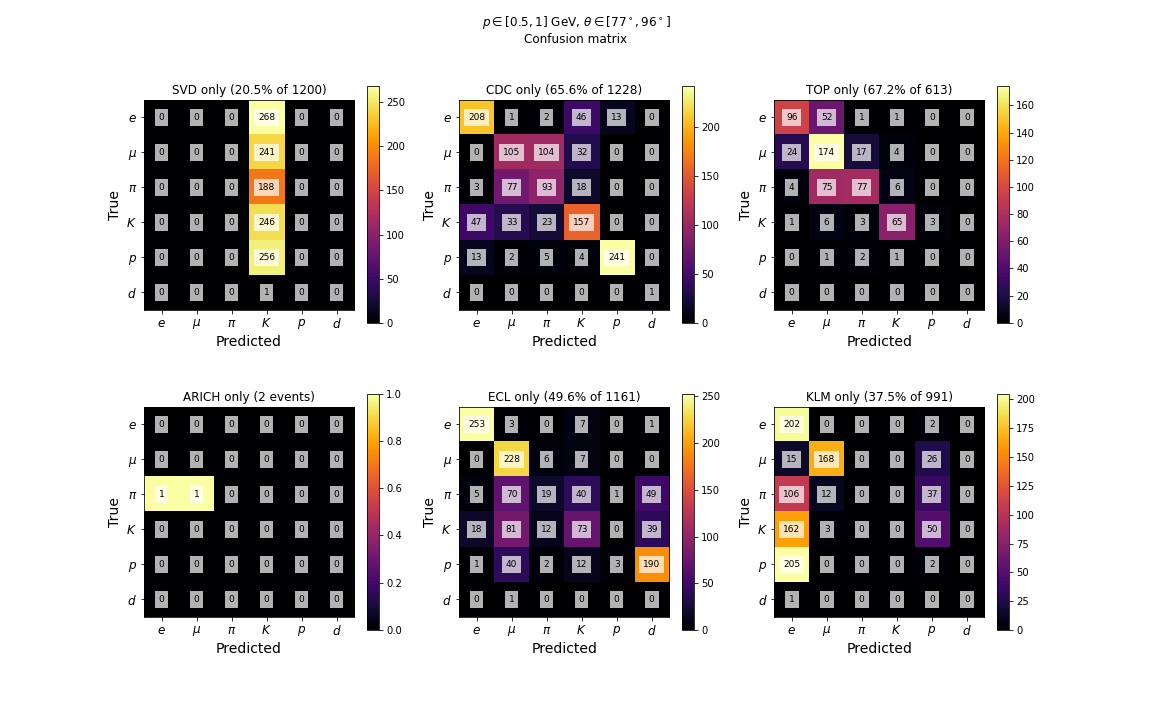 p ∈ [0.5, 1] GeV, θ ∈ [77°, 96°]
Confusion matrix
SVD only (20.5% of 1200)
e 0 0 0 268 0 0
μ 0 0 0 241 0 0
π 0 0 0 188 0 0
K 0 0 0 246 0 0
p 0 0 0 256 0 0
d 0 0 0 1 0 0
e μ π K p d
Predicted
True
250
200
150
100
50
0
CDC only (65.6% of 1228)
e 208 1 2 46 13 0
μ 0 105 104 32 0 0
π 3 77 93 18 0 0
K 47 33 23 157 0 0
p 13 2 5 4 241 0
d 0 0 0 0 0 1
e μ π K p d
Predicted
True
200
150
100
50
0
TOP only (67.2% of 613)
e 96 52 1 1 0 0
μ 24 174 17 4 0 0
π 4 75 77 6 0 0
K 1 6 3 65 3 0
p 0 1 2 1 0 0
d 0 0 0 0 0 0
e μ π K p d
Predicted
True
160
140
120
100
80
60
40
20
0
ARICH only (2 events)
e 0 0 0 0 0 0
μ 0 0 0 0 0 0
π 1 1 0 0 0 0
K 0 0 0 0 0 0
p 0 0 0 0 0 0
d 0 0 0 0 0 0
e μ π K p d
Predicted
True
1.0
0.8
0.6
0.4
0.2
0.0
ECL only (49.6% of 1161)
e 253 3 0 7 0 1
μ 0 228 6 7 0 0
π 5 70 19 40 1 49
K 18 81 12 73 0 39
p 1 40 2 12 3 190
d 0 1 0 0 0 0
e μ π K p d
Predicted
True
250
200
150
100
50
0
KLM only (37.5% of 991)
e 202 0 0 0 2 0
μ 15 168 0 0 26 0
π 106 12 0 0 37 0
K 162 3 0 0 50 0
p 205 0 0 0 2 0
d 1 0 0 0 0 0
e μ π K p d
Predicted
True
200
175
150
125
100
75
50
25
0